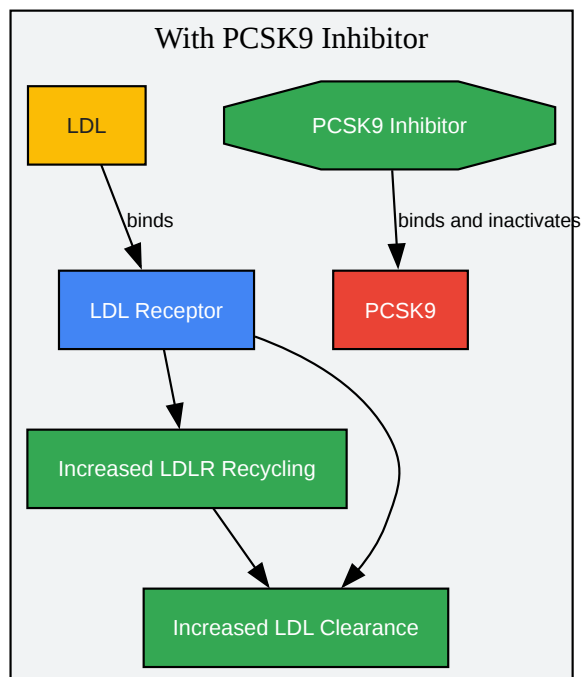 With PCSK9 Inhibitor
LDL
PCSK9 Inhibitor
binds
binds and inactivates
LDL Receptor
PCSK9
Increased LDLR Recycling
Increased LDL Clearance